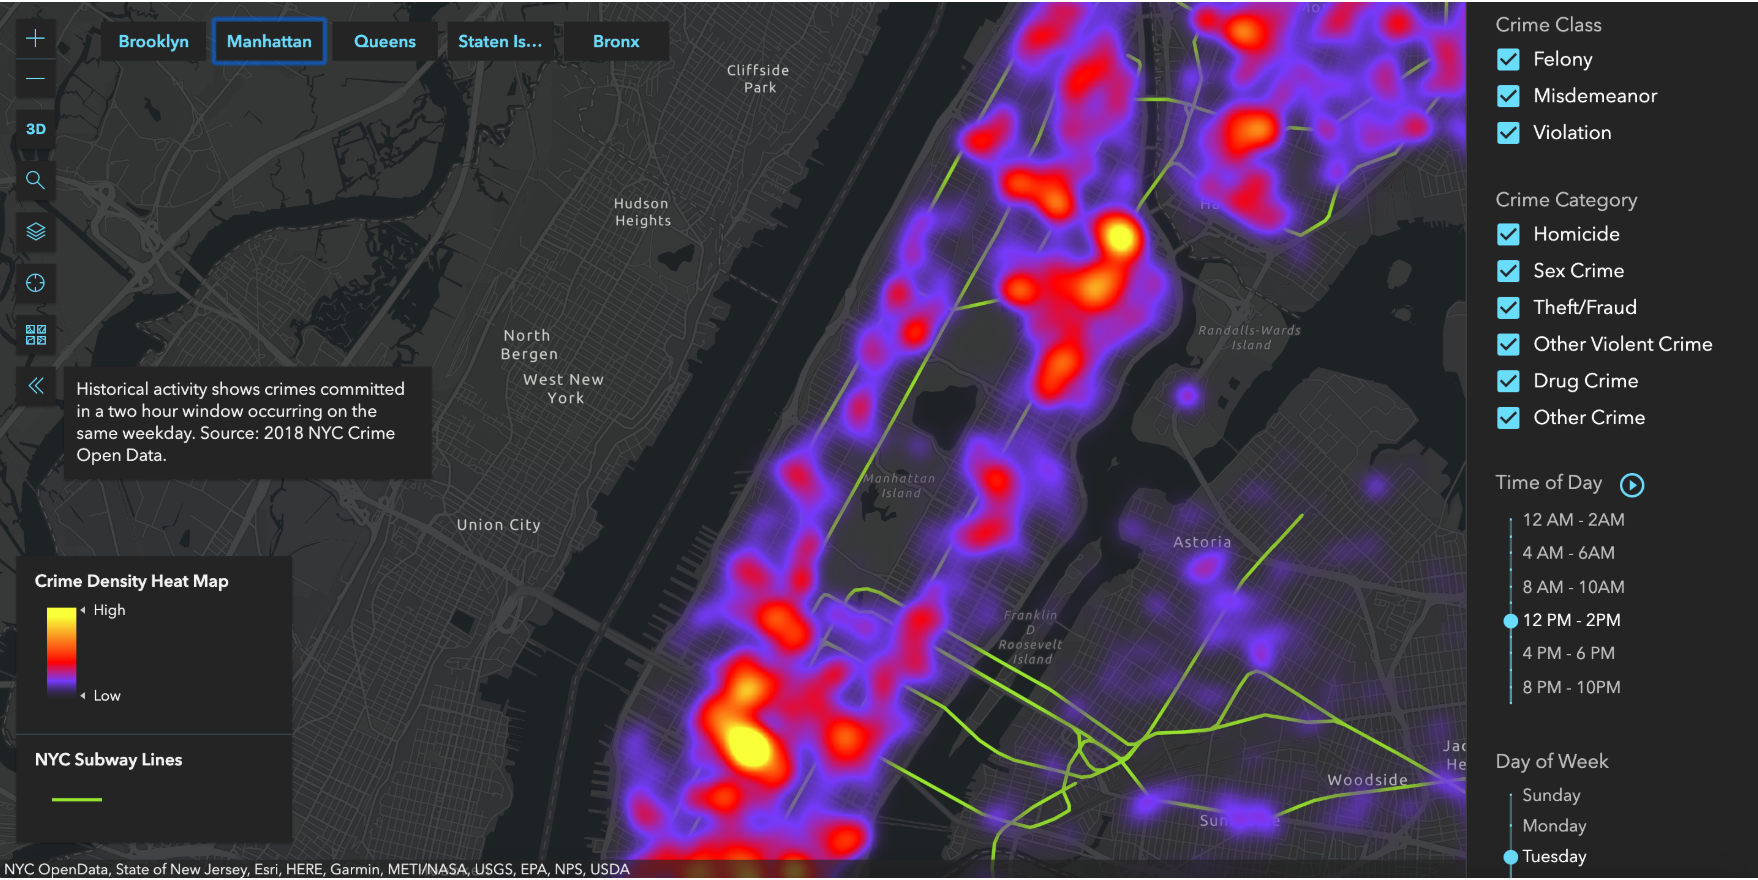 Brooklyn
Manhattan
Queens
Staten Is...
Bronx
3D
Cliffside
Park
Hudson
Heights
North
Bergen
West New
York
Union City
Manhattan
Island
Randalls-Wards
Island
Astoria
Franklin
D
Roosevelt
Island
Woodside
Historical activity shows crimes committed
in a two hour window occurring on the
same weekday. Source: 2018 NYC Crime
Open Data.
Crime Density Heat Map
High
Low
NYC Subway Lines
NYC OpenData, State of New Jersey, Esri, HERE, Garmin, METI/NASA, USGS, EPA, NPS, USDA
Crime Class
Felony
Misdemeanor
Violation
Crime Category
Homicide
Sex Crime
Theft/Fraud
Other Violent Crime
Drug Crime
Other Crime
Time of Day
12 AM - 2AM
4 AM - 6AM
8 AM - 10AM
12 PM - 2PM
4 PM - 6 PM
8 PM - 10PM
Day of Week
Sunday
Monday
Tuesday